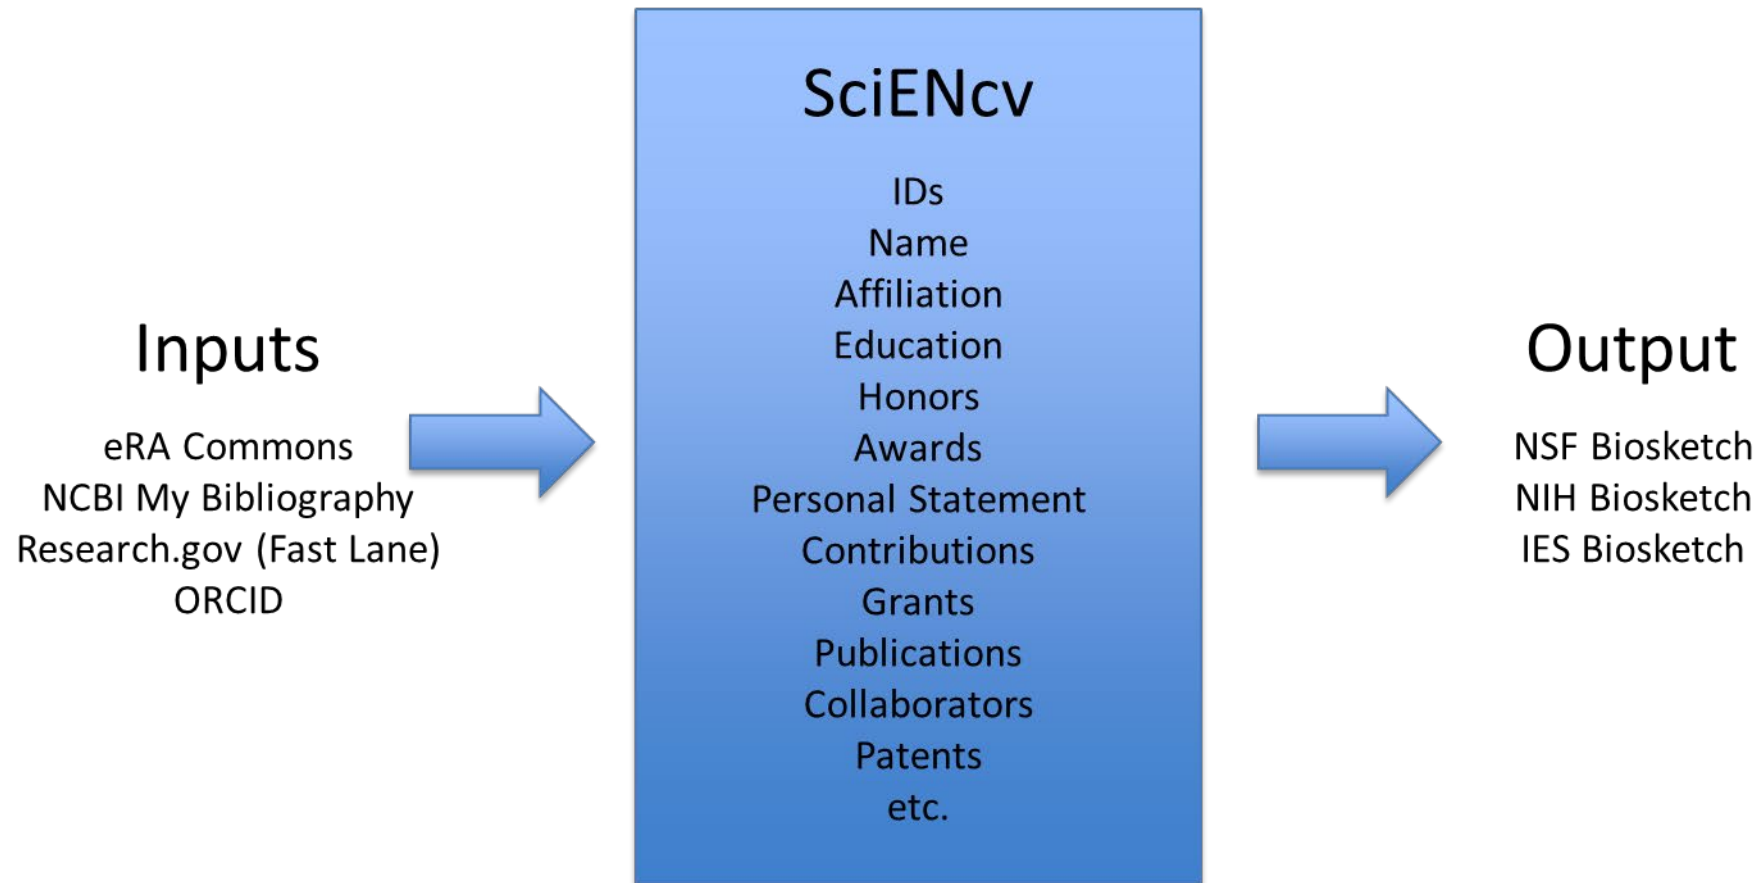 Inputs
eRA Commons
NCBI My Bibliography
Research.gov (Fast Lane)
ORCID
SciENcv
IDs
Name
Affiliation
Education
Honors
Awards
Personal Statement
Contributions
Grants
Publications
Collaborators
Patents
etc.
Output
NSF Biosketch
NIH Biosketch
IES Biosketch